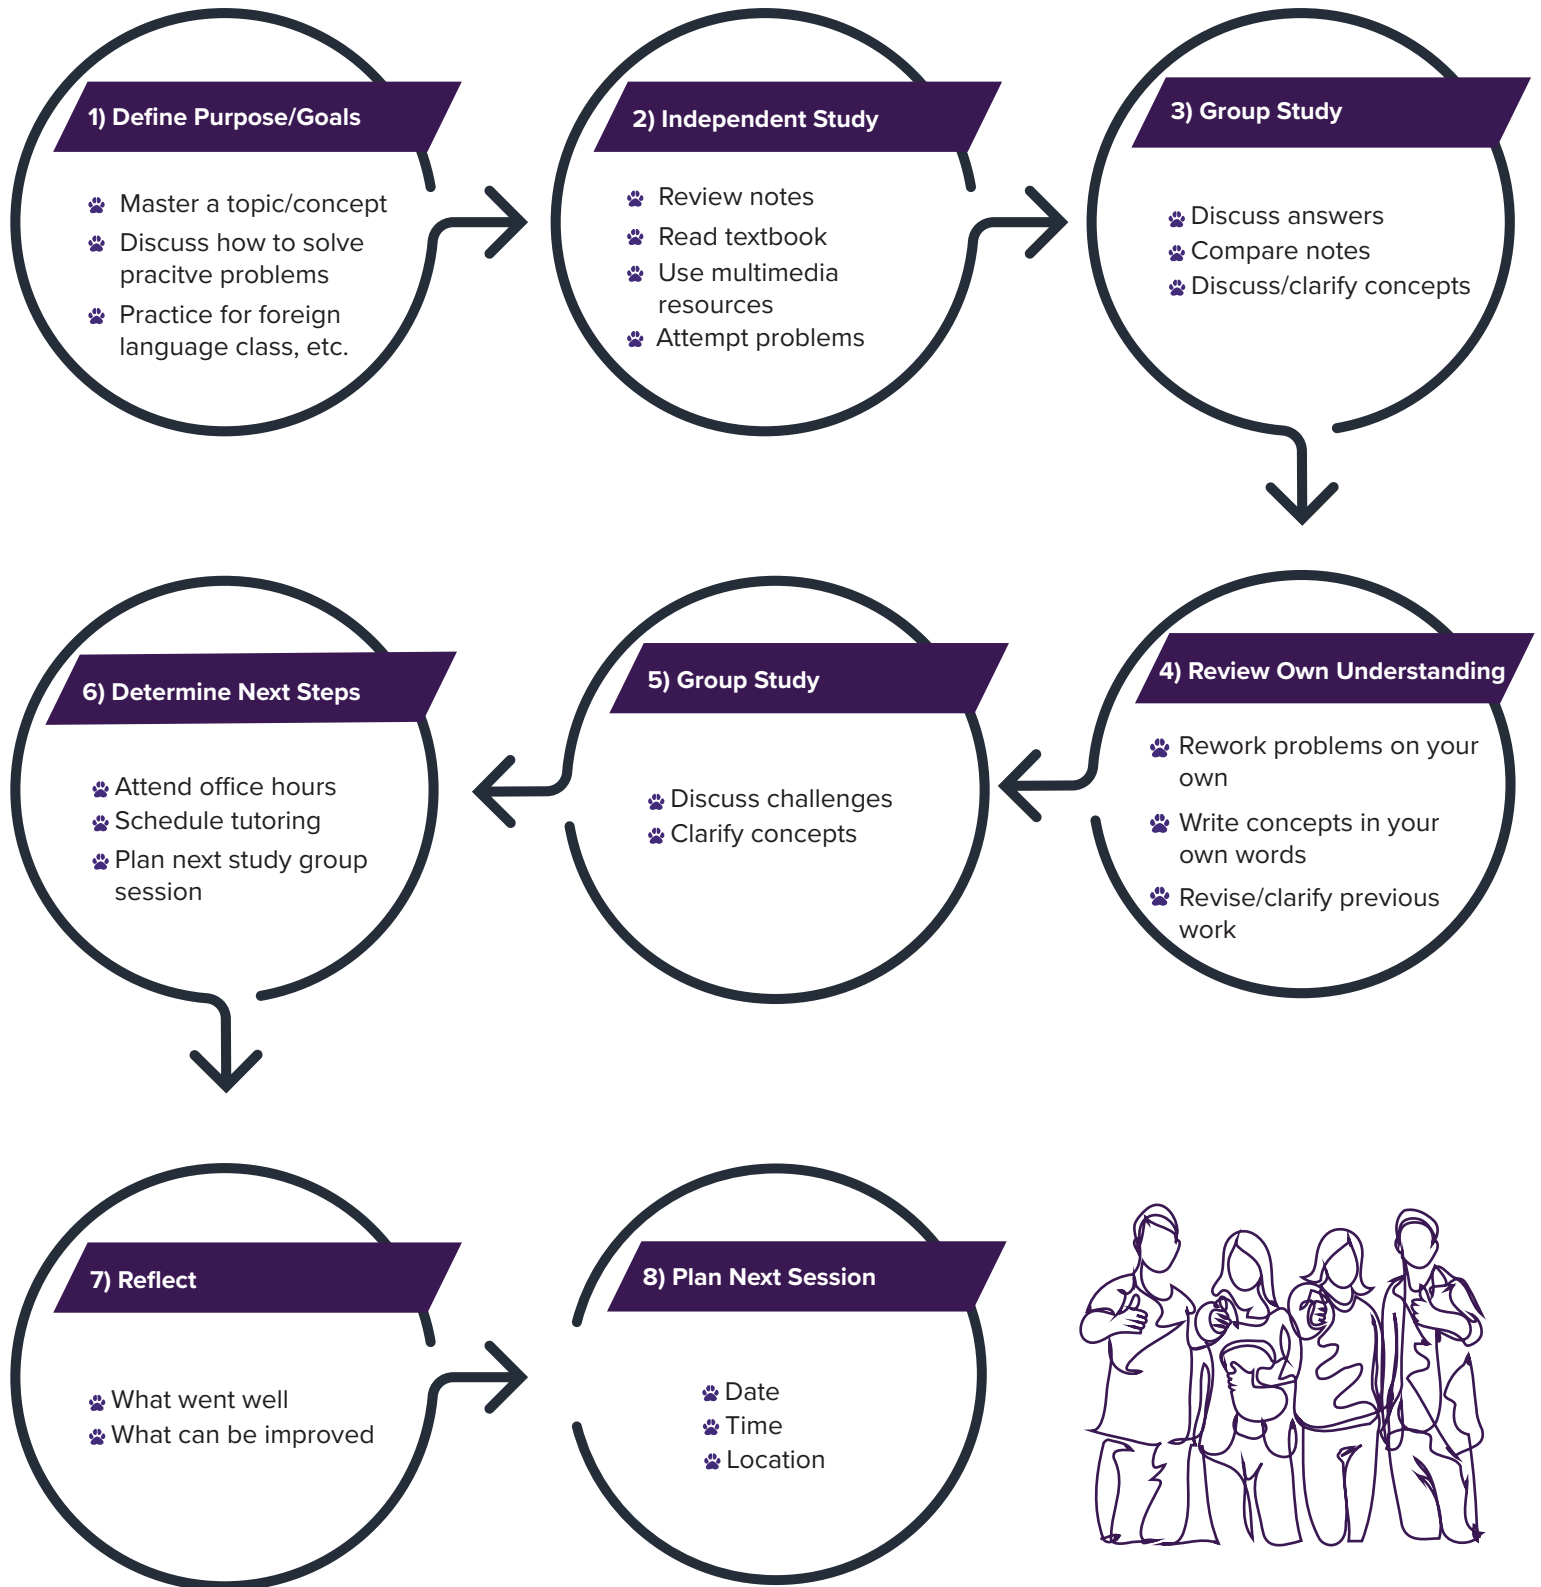 1) Define Purpose/Goals
Master a topic/concept
Discuss how to solve
pracitve problems
Practice for foreign
language class, etc.
2) Independent Study
Review notes
Read textbook
Use multimedia
resources
Attempt problems
3) Group Study
Discuss answers
Compare notes
Discuss/clarify concepts
4) Review Own Understanding
Rework problems on your
own
Write concepts in your
own words
Revise/clarify previous
work
5) Group Study
Discuss challenges
Clarify concepts
6) Determine Next Steps
Attend office hours
Schedule tutoring
Plan next study group
session
7) Reflect
What went well
What can be improved
8) Plan Next Session
Date
Time
Location